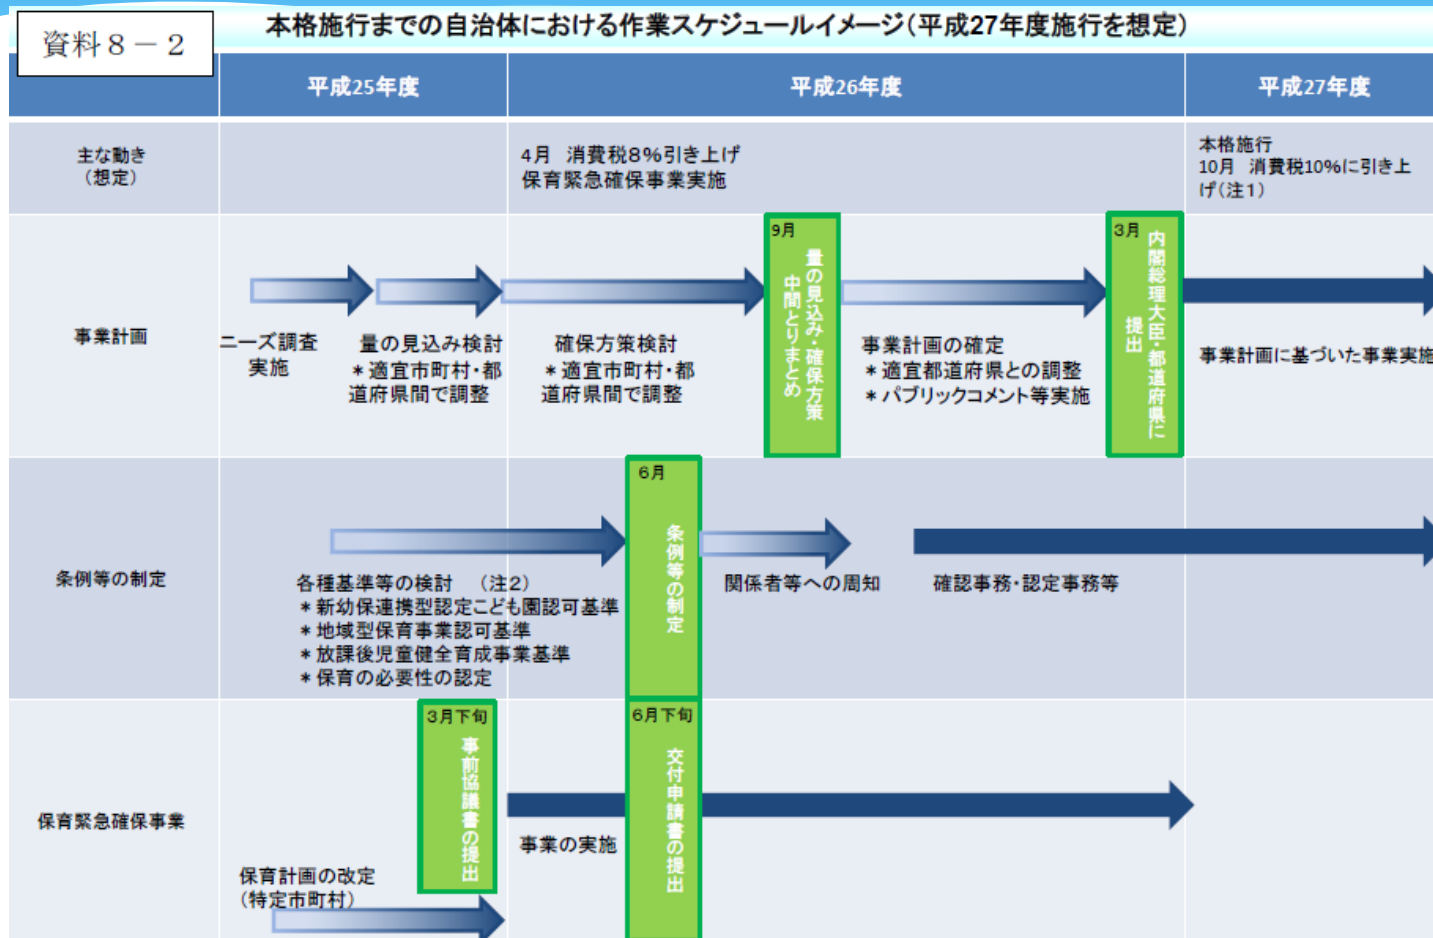 資料８－２
本格施行までの自治体における作業スケジュールイメージ(平成27年度施行を想定)
平成25年度
平成26年度
平成27年度
主な動き
(想定)
4月　消費税8%引き上げ
保育緊急確保事業実施
本格施行
10月　消費税10%に引き上
げ(注1)
事業計画
ニーズ調査
実施
量の見込み検討
＊適宜市町村・都
道府県間で調整
確保方策検討
＊適宜市町村・都
道府県間で調整
9月
量の見込み・確保方策
中間とりまとめ
事業計画の確定
＊適宜都道府県との調整
＊パブリックコメント等実施
3月
内閣総理大臣・都道府県に
提出
事業計画に基づいた事業実施
条例等の制定
各種基準等の検討　(注2)
＊新幼保連携型認定こども園認可基準
＊地域型保育事業認可基準
＊放課後児童健全育成事業基準
＊保育の必要性の認定
6月
条例等の制定
関係者等への周知
確認事務・認定事務等
保育緊急確保事業
保育計画の改定
(特定市町村)
3月下旬
事前協議書の提出
事業の実施
6月下旬
交付申請書の提出